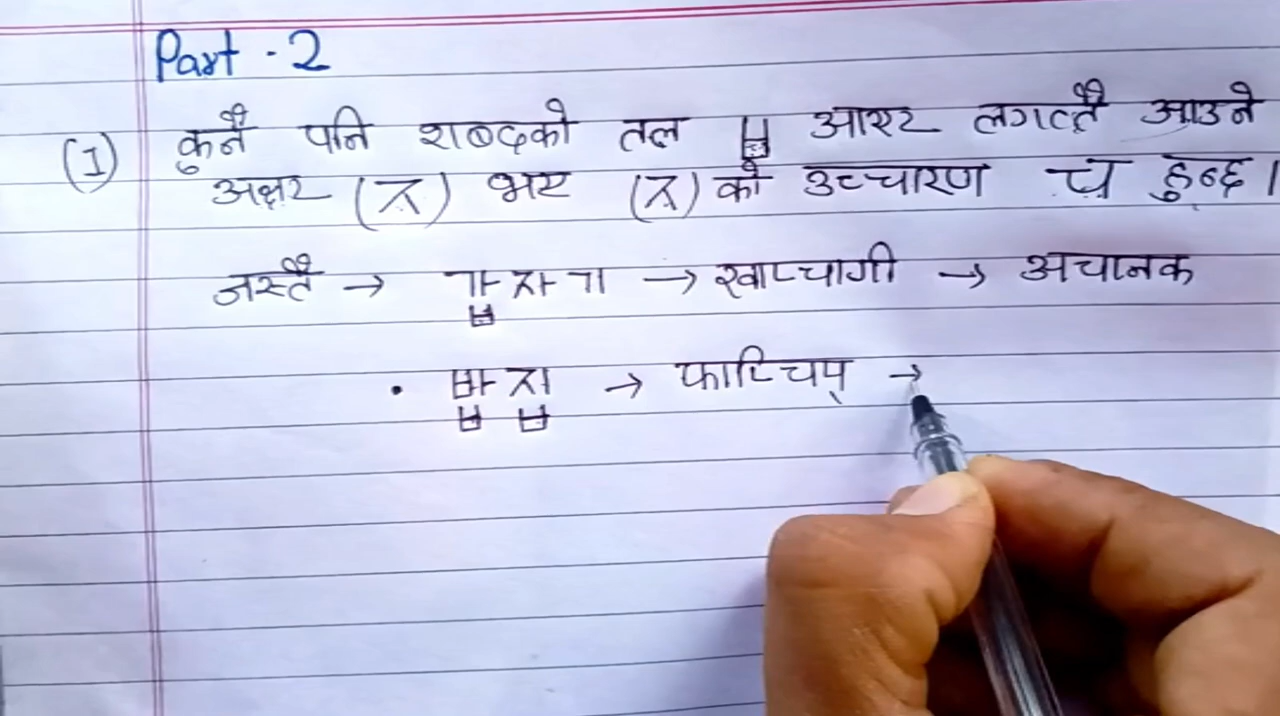 Part - 2
(I) कुनै पनि शब्दको तल ㅂ आएर लगत्तै आउने
अक्षर (ㅈ) भए (ㅈ) को उच्चारण च हुन्छ।
जस्तै → 갑자기 → खाप्चागी → अचानक
• 밥집 → फाप्चिप् →